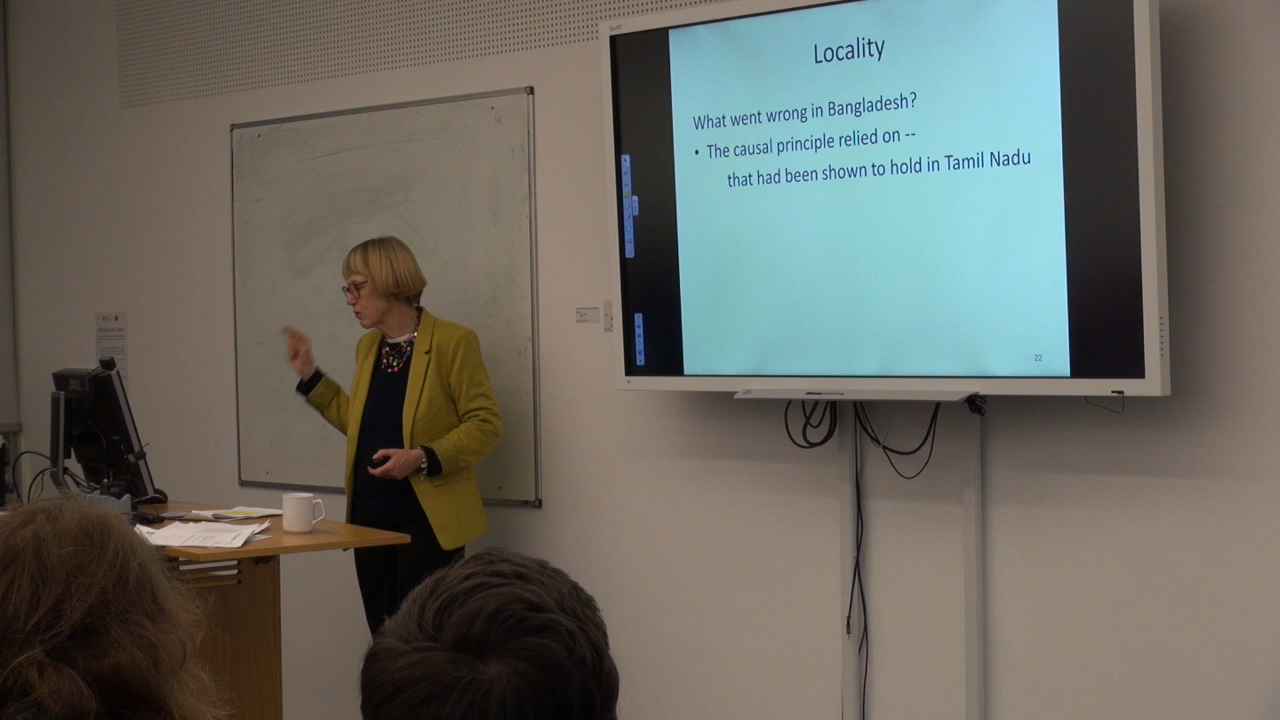 Locality
What went wrong in Bangladesh?
• The causal principle relied on --
that had been shown to hold in Tamil Nadu
22
DELL